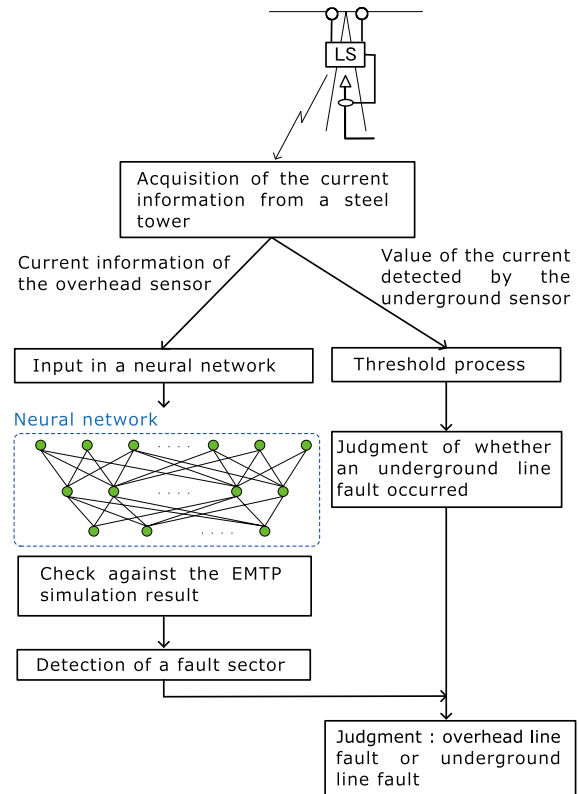 LS
Acquisition of the current
information from a steel
tower
Current information of
the overhead sensor
Value of the current
detected by the
underground sensor
Input in a neural network
Threshold process
Neural network
Judgment of whether
an underground line
fault occurred
Check against the EMTP
simulation result
Detection of a fault sector
Judgment : overhead line
fault or underground
line fault